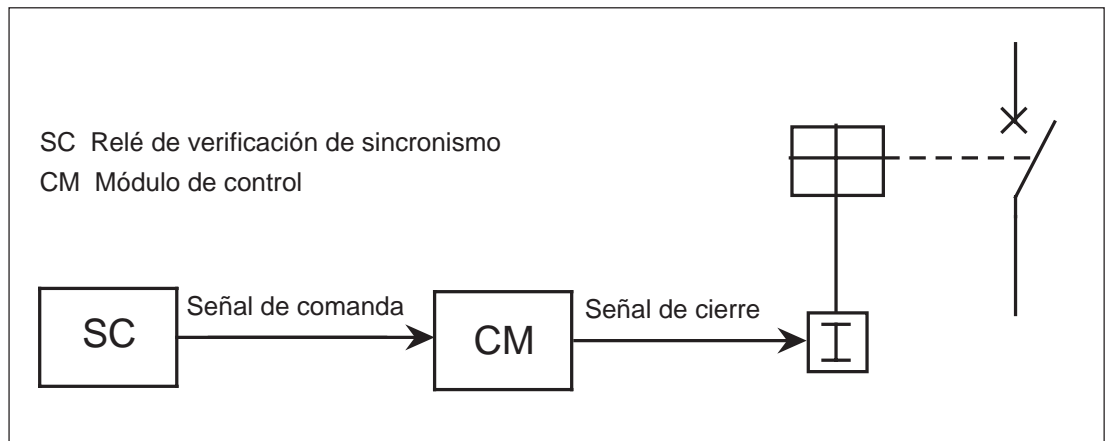 SC Relé de verificación de sincronismo
CM Módulo de control
Señal de comanda
Señal de cierre
SC
CM
I